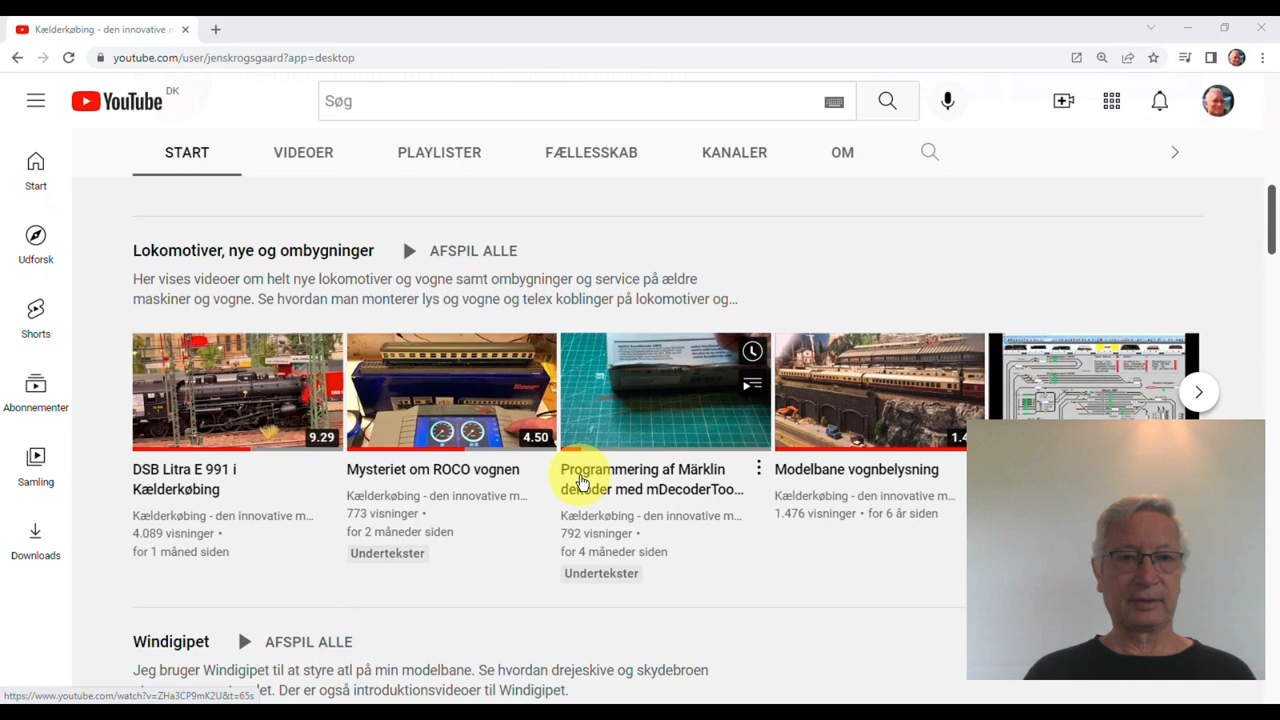 Kælderkøbing - den innovative m
youtube.com/user/jenskrogsgaard?app=desktop
YouTube DK
Søg
START VIDEOER PLAYLISTER FÆLLESSKAB KANALER OM
Start
Udforsk
Shorts
Abonnementer
Samling
Downloads
Lokomotiver, nye og ombygninger AFSPIL ALLE
Her vises videoer om helt nye lokomotiver og vogne samt ombygninger og service på ældre
maskiner og vogne. Se hvordan man monterer lys og vogne og telex koblinger på lokomotiver og...
9.29
4.50
1.4
DSB Litra E 991 i
Kælderkøbing
Kælderkøbing - den innovative m...
4.089 visninger •
for 1 måned siden
Mysteriet om ROCO vognen
Kælderkøbing - den innovative m...
773 visninger •
for 2 måneder siden
Undertekster
Programmering af Märklin
dekoder med mDecoderToo...
Kælderkøbing - den innovative m...
792 visninger •
for 4 måneder siden
Undertekster
Modelbane vognbelysning
Kælderkøbing - den innovative m...
1.476 visninger • for 6 år siden
Windigipet AFSPIL ALLE
Jeg bruger Windigipet til at styre atl på min modelbane. Se hvordan drejeskive og skydebroen
let. Der er også introduktionsvideoer til Windigipet.
https://www.youtube.com/watch?v=ZHa3CP9mK2U&t=65s